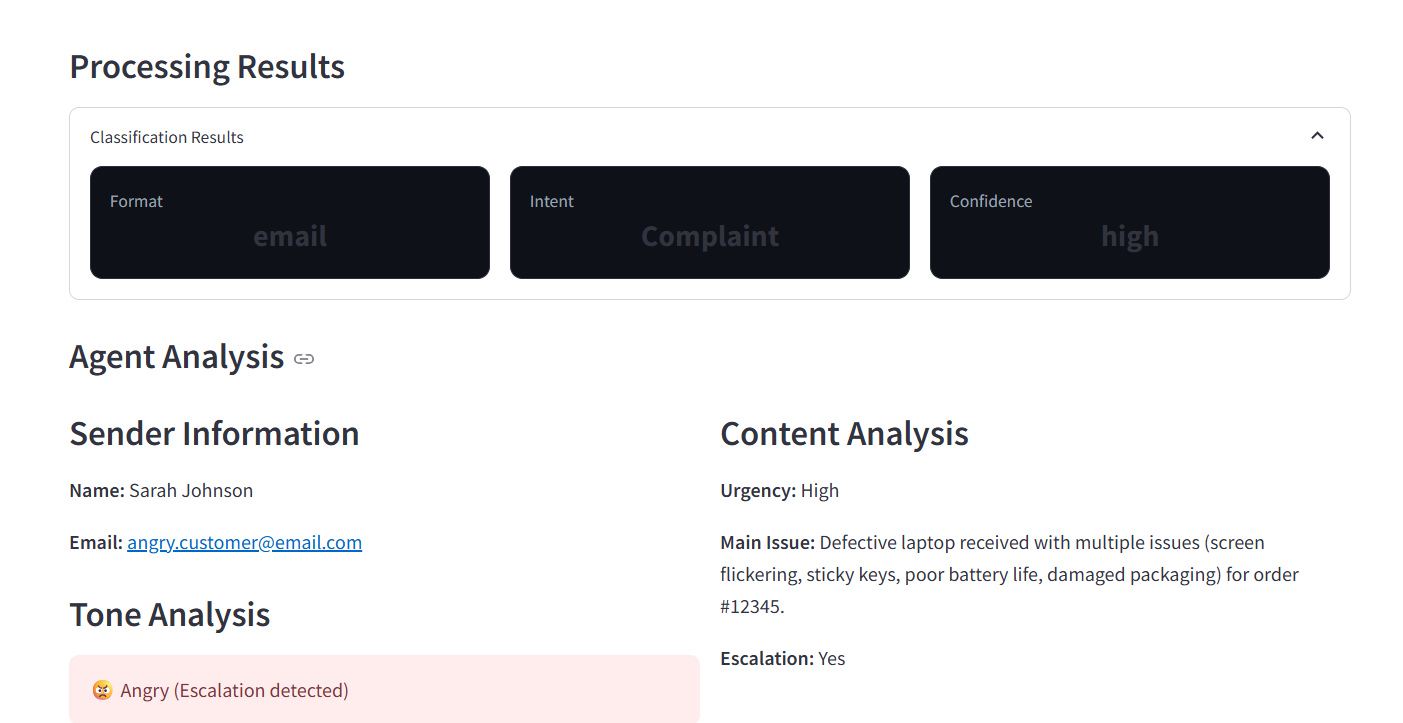 Processing Results
Classification Results
Format
email
Intent
Complaint
Confidence
high
Agent Analysis
Sender Information
Name: Sarah Johnson
Email: angry.customer@email.com
Tone Analysis
😠 Angry (Escalation detected)
Content Analysis
Urgency: High
Main Issue: Defective laptop received with multiple issues (screen
flickering, sticky keys, poor battery life, damaged packaging) for order
#12345.
Escalation: Yes